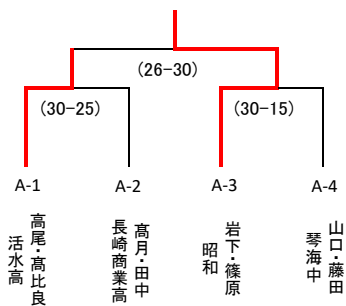 (26-30)
(30-25)
(30-15)
A-1
A-2
A-3
A-4
高尾・髙比良
活水高
髙月・田中
長崎商業高
岩下・篠原
昭和
山口・藤田
琴海中